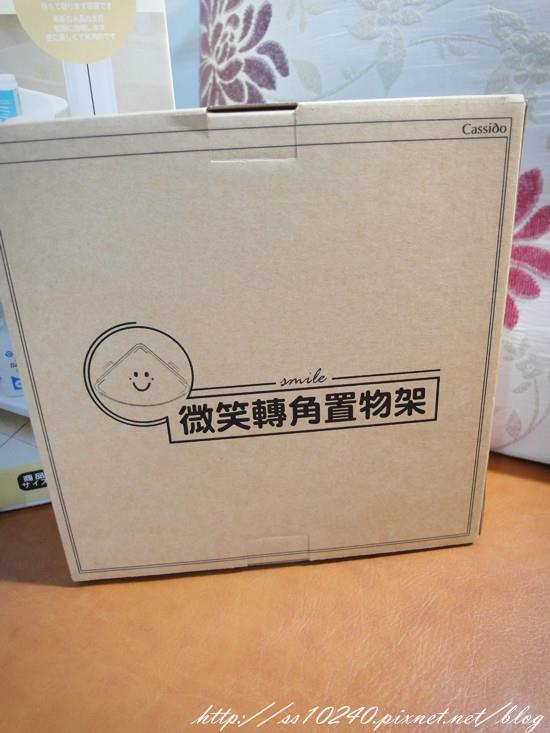 Cassido
smile
微笑轉角置物架
http://ss10240.pixnet.net/blog